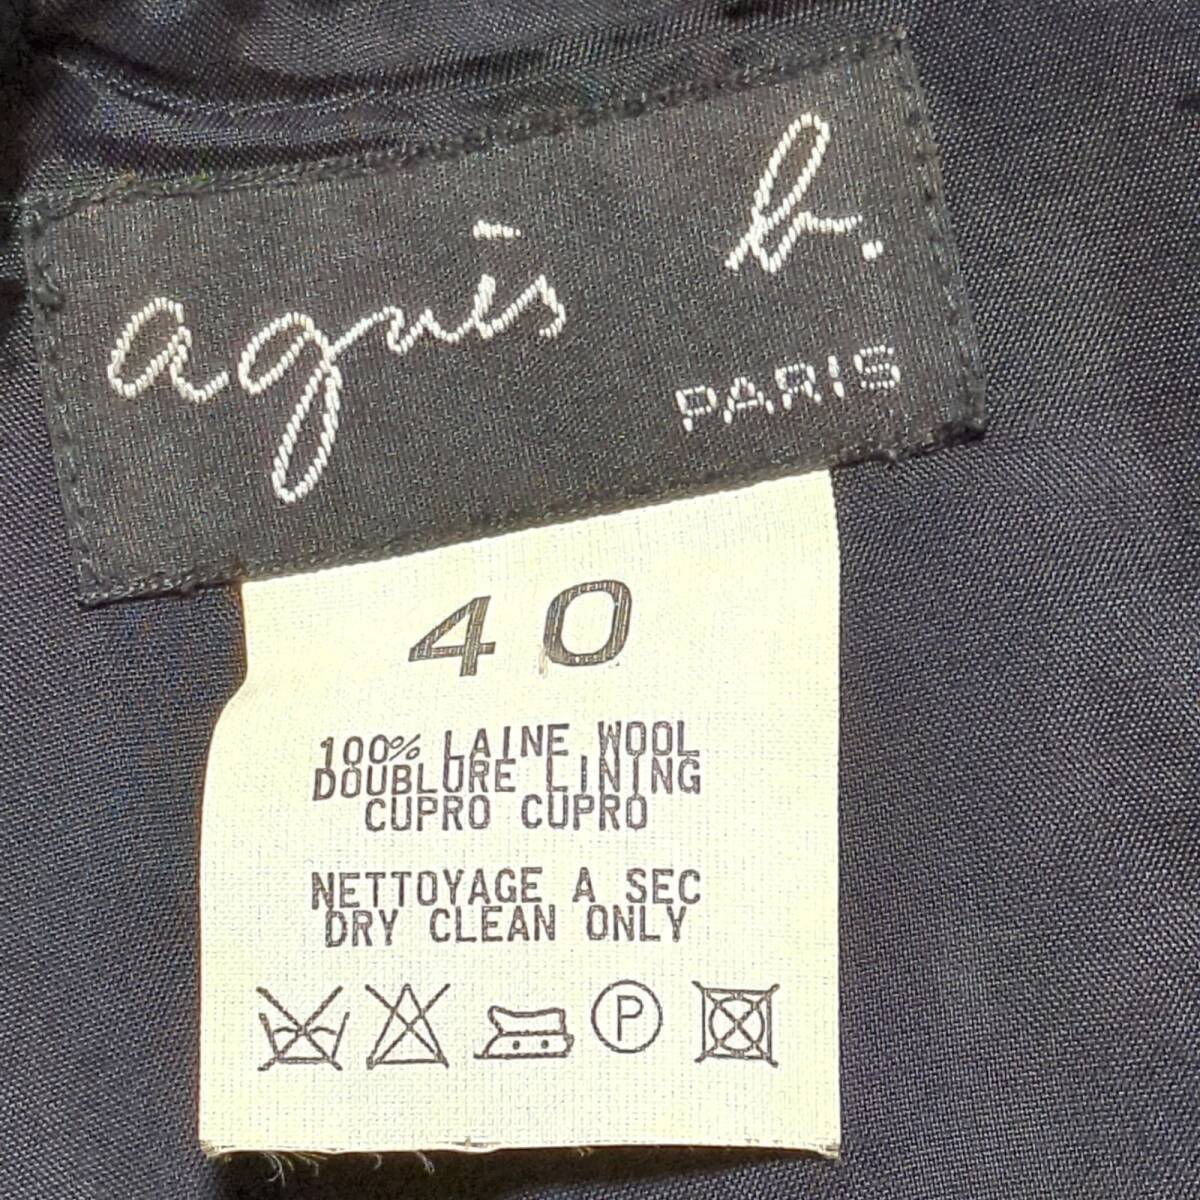 agnès b.
PARIS
40
100% LAINE WOOL
DOUBLURE LINING
CUPRO CUPRO
NETTOYAGE A SEC
DRY CLEAN ONLY
P